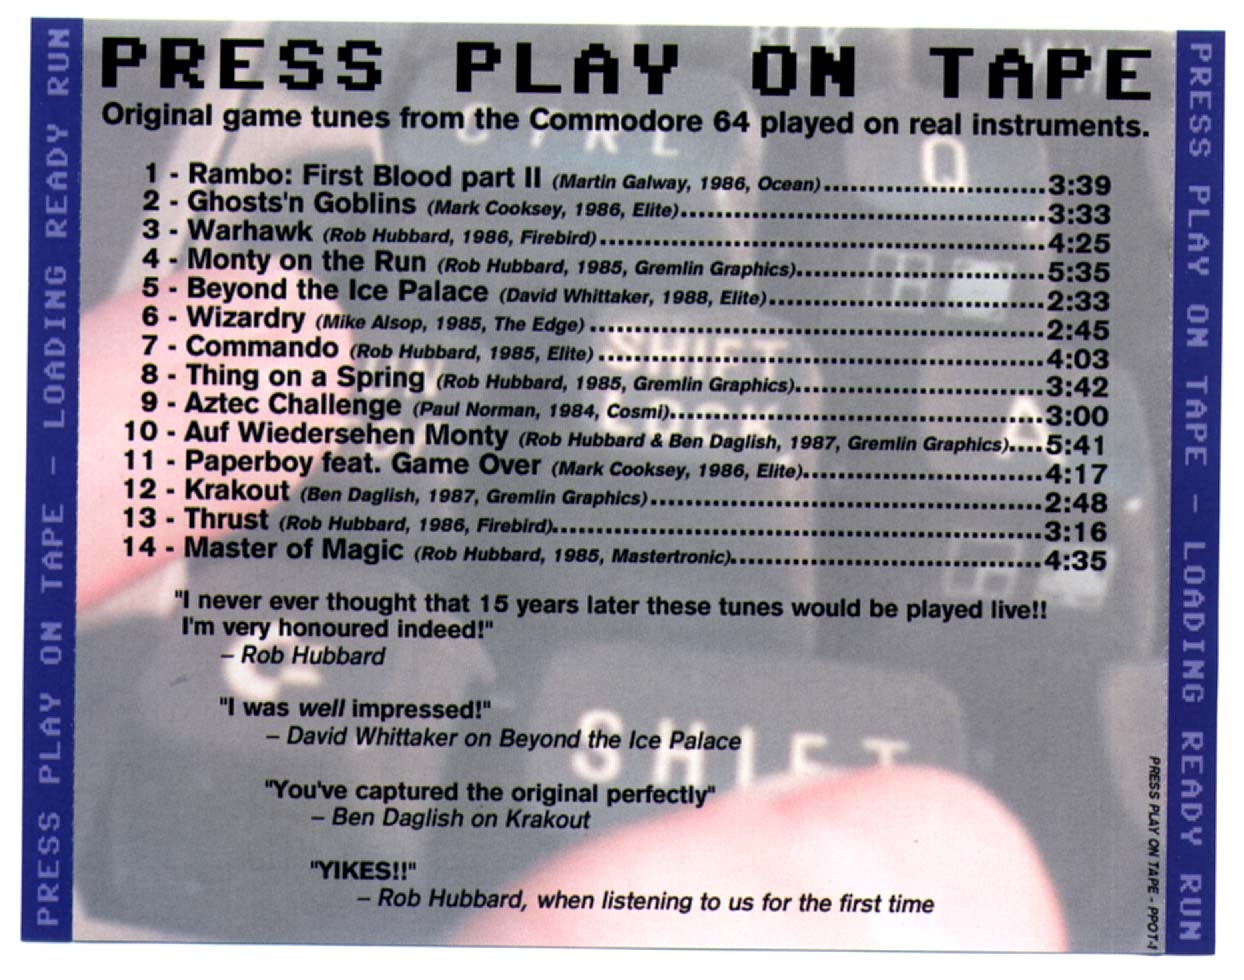 PRESS PLAY ON TAPE
Original game tunes from the Commodore 64 played on real instruments.
1 - Rambo: First Blood part II (Martin Galway, 1986, Ocean)..............................3:39
2 - Ghosts'n Goblins (Mark Cooksey, 1986, Elite)..............................3:33
3 - Warhawk (Rob Hubbard, 1986, Firebird)..............................4:25
4 - Monty on the Run (Rob Hubbard, 1985, Gremlin Graphics)..............................5:35
5 - Beyond the Ice Palace (David Whittaker, 1988, Elite)..............................2:33
6 - Wizardry (Mike Alsop, 1985, The Edge) ..............................2:45
7 - Commando (Rob Hubbard, 1985, Elite) ..............................4:03
8 - Thing on a Spring (Rob Hubbard, 1985, Gremlin Graphics)..............................3:42
9 - Aztec Challenge (Paul Norman, 1984, Cosmi)..............................3:00
10 - Auf Wiedersehen Monty (Rob Hubbard & Ben Daglish, 1987, Gremlin Graphics)....5:41
11 - Paperboy feat. Game Over (Mark Cooksey, 1986, Elite)..............................4:17
12 - Krakout (Ben Daglish, 1987, Gremlin Graphics)..............................2:48
13 - Thrust (Rob Hubbard, 1986, Firebird)..............................3:16
14 - Master of Magic (Rob Hubbard, 1985, Mastertronic)..............................4:35
"I never ever thought that 15 years later these tunes would be played live!!
I'm very honoured indeed!"
– Rob Hubbard
"I was well impressed!"
– David Whittaker on Beyond the Ice Palace
"You've captured the original perfectly"
– Ben Daglish on Krakout
"YIKES!!"
– Rob Hubbard, when listening to us for the first time
PRESS PLAY ON TAPE – LOADING READY RUN
PRESS PLAY ON TAPE – LOADING READY RUN
PRESS PLAY ON TAPE - PPOT-1
CTRL
Q
SHIFT
LOCK
A
C=
SHIFT